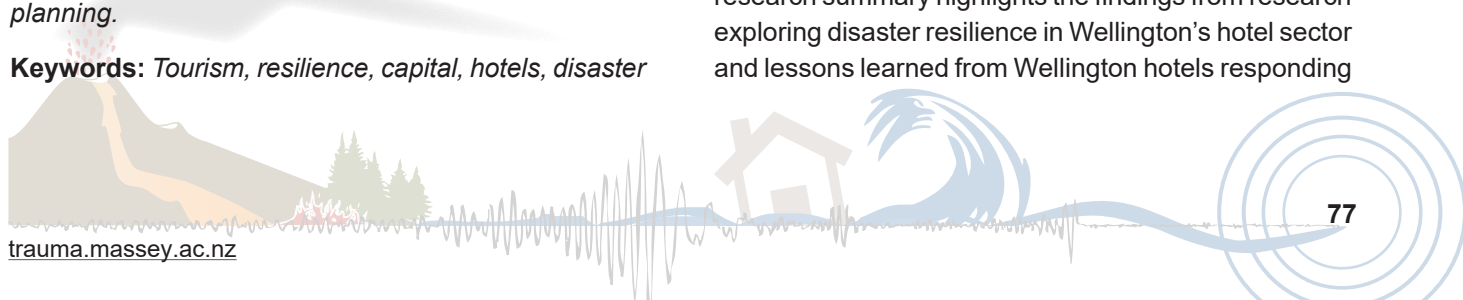 planning.
Keywords: Tourism, resilience, capital, hotels, disaster
research summary highlights the findings from research
exploring disaster resilience in Wellington’s hotel sector
and lessons learned from Wellington hotels responding
77
trauma.massey.ac.nz